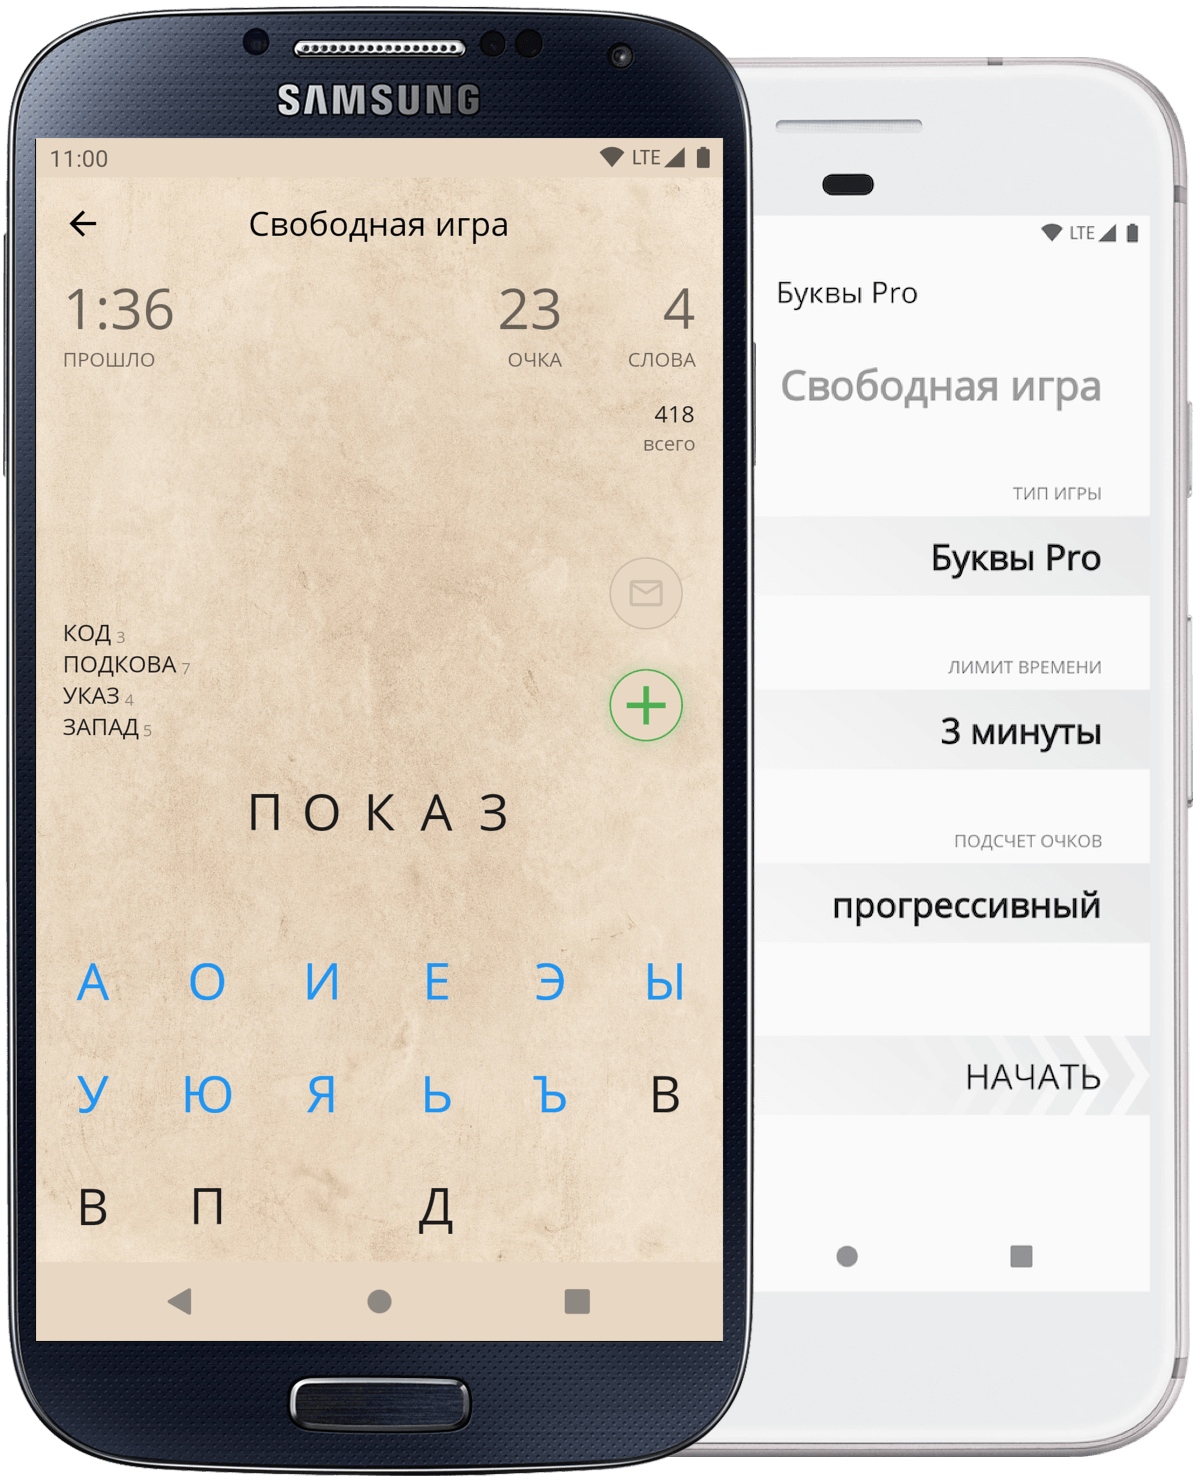 SAMSUNG
11:00 LTE
Свободная игра
1:36 23 4
ПРОШЛО ОЧКА СЛОВА
418
всего
КОД 3
ПОДКОВА 7
УКАЗ 4
ЗАПАД 5
ПОКАЗ
А О И Е Э Ы
У Ю Я Ь Ъ В
В П Д
LTE
Буквы Pro
Свободная игра
ТИП ИГРЫ
Буквы Pro
ЛИМИТ ВРЕМЕНИ
3 минуты
ПОДСЧЕТ ОЧКОВ
прогрессивный
НАЧАТЬ